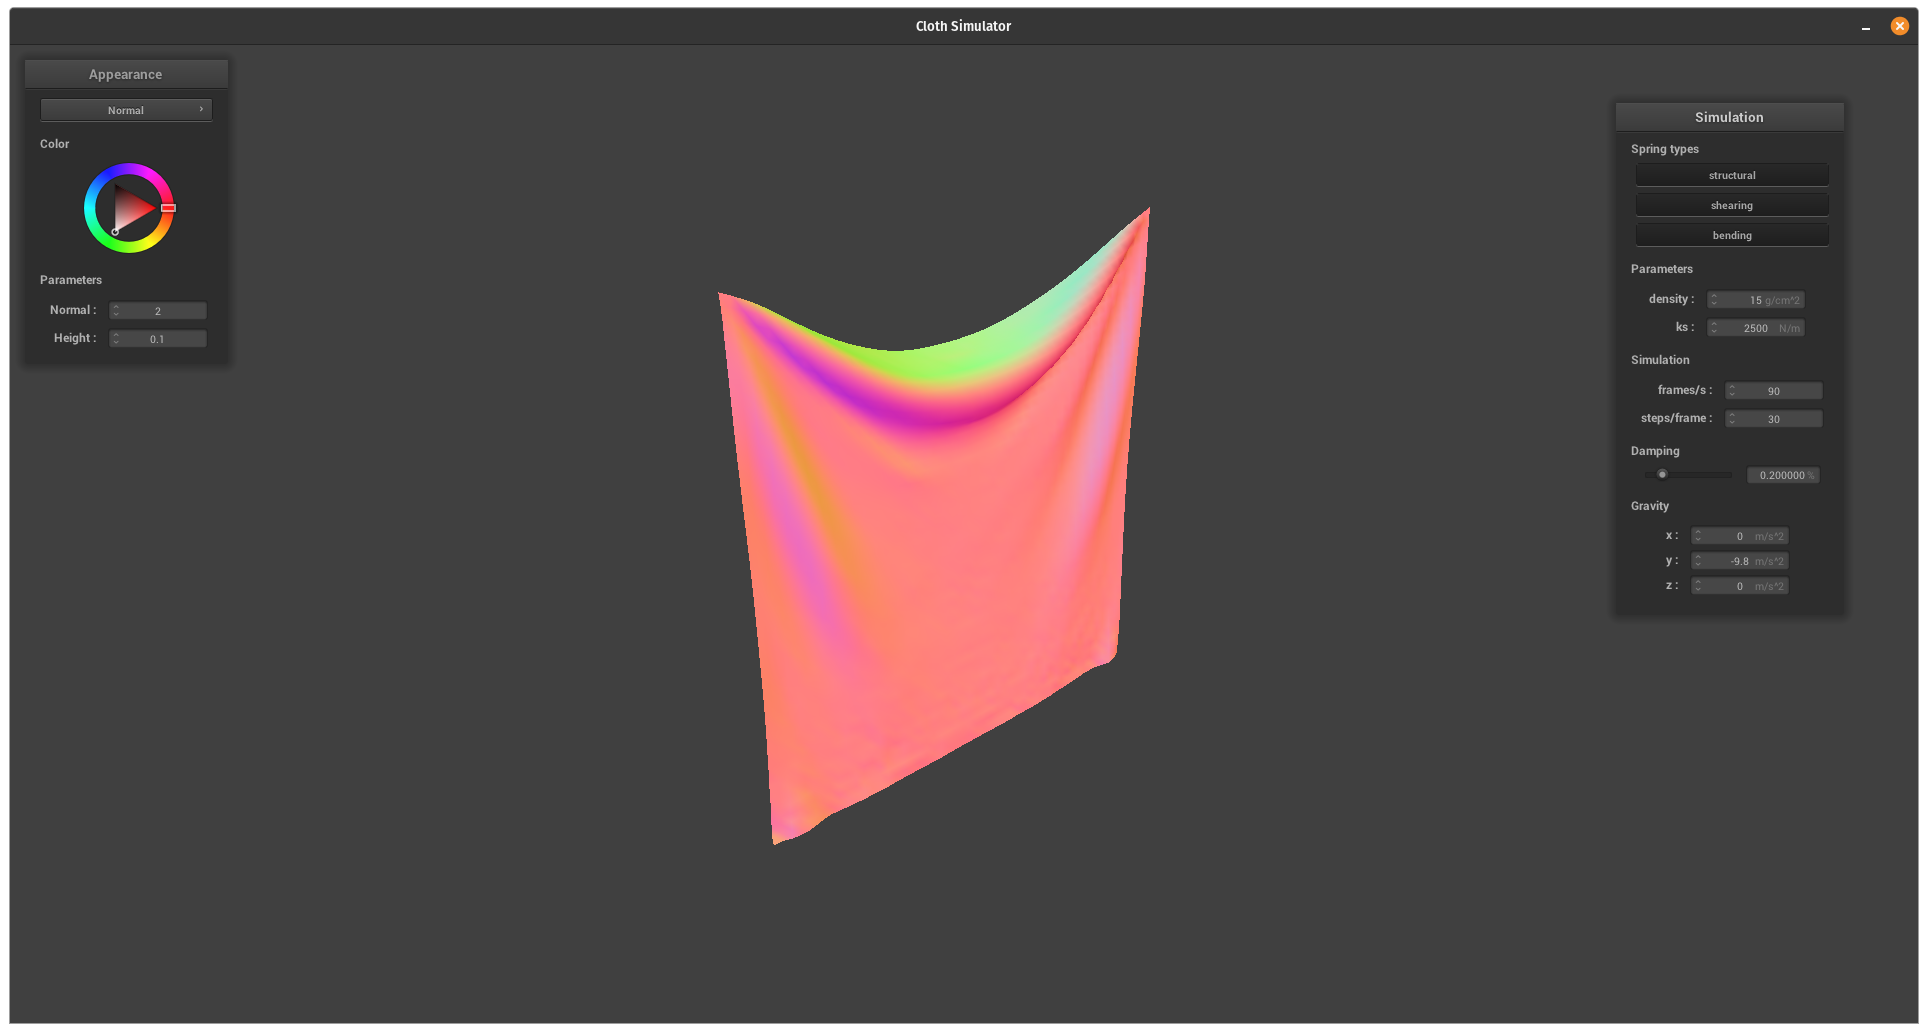 Cloth Simulator
Appearance
Normal
Color
Parameters
Normal : 2
Height : 0.1
Simulation
Spring types
structural
shearing
bending
Parameters
density : 15 g/cm^2
ks : 2500 N/m
Simulation
frames/s : 90
steps/frame : 30
Damping
0.200000 %
Gravity
x : 0 m/s^2
y : -9.8 m/s^2
z : 0 m/s^2